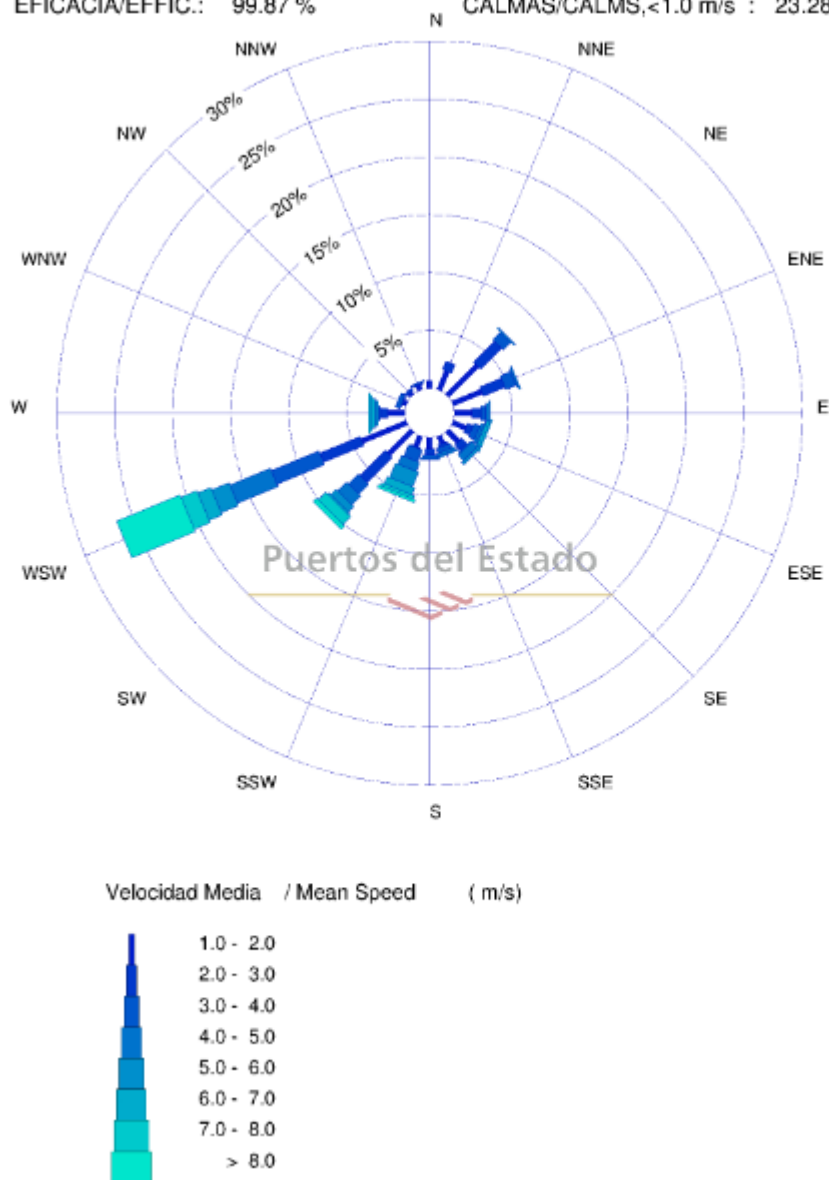 EFICACIA/EFFIC.: 99.87 % CALMAS/CALMS,<1.0 m/s : 23.28
N
NNW NNE
30%
NW 25% NE
20%
WNW 15% ENE
10%
5%
W E
WSW Puertos del Estado ESE
SW SE
SSW SSE
S
Velocidad Media / Mean Speed ( m/s)
1.0 - 2.0
2.0 - 3.0
3.0 - 4.0
4.0 - 5.0
5.0 - 6.0
6.0 - 7.0
7.0 - 8.0
> 8.0